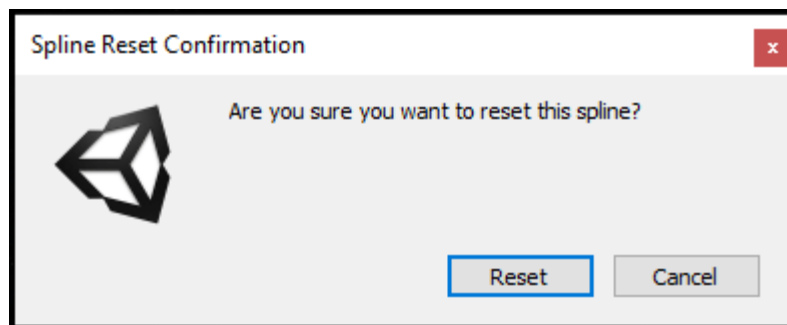 Spline Reset Confirmation
x
Are you sure you want to reset this spline?
Reset
Cancel